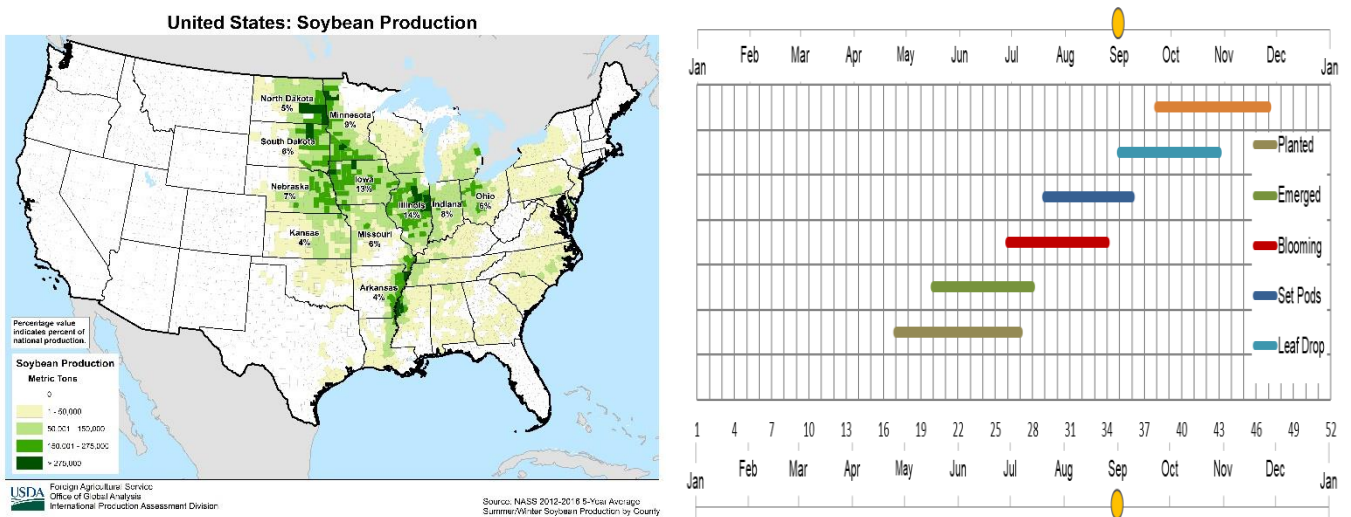 United States: Soybean Production
North Dakota
5%
Minnesota
9%
South Dakota
6%
Nebraska
7%
Iowa
13%
Illinois
14%
Indiana
8%
Ohio
6%
Kansas
4%
Missouri
6%
Arkansas
4%
Percentage value
indicates percent of
national production.
Soybean Production
Metric Tons
0
1 - 50,000
50,001 - 150,000
150,001 - 275,000
> 275,000
USDA
Foreign Agricultural Service
Office of Global Analysis
International Production Assessment Division
Source: NASS 2012-2016 5-Year Average
Summer/Winter Soybean Production by County
Jan Feb Mar Apr May Jun Jul Aug Sep Oct Nov Dec Jan
Planted
Emerged
Blooming
Set Pods
Leaf Drop
1 4 7 10 13 16 19 22 25 28 31 34 37 40 43 46 49 52
Jan Feb Mar Apr May Jun Jul Aug Sep Oct Nov Dec Jan